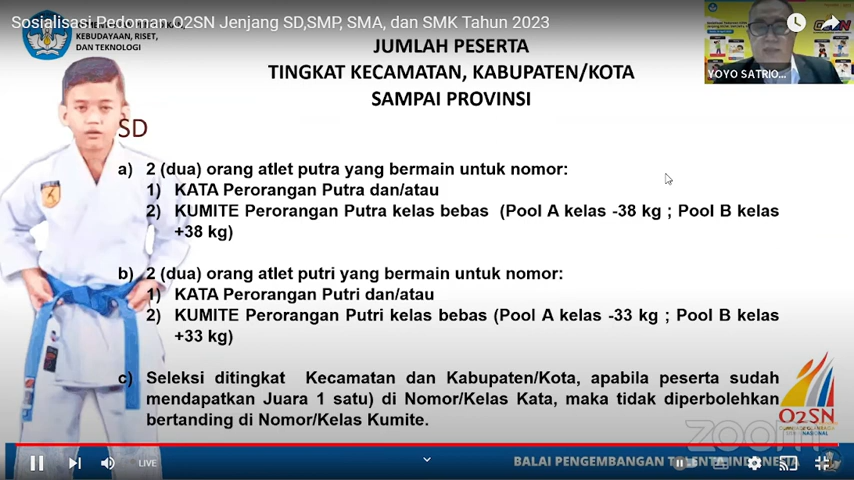 Sosialisasi Pedoman O2SN Jenjang SD,SMP, SMA, dan SMK Tahun 2023
KEBUDAYAAN, RISET,
DAN TEKNOLOGI
JUMLAH PESERTA
TINGKAT KECAMATAN, KABUPATEN/KOTA
SAMPAI PROVINSI
YOYO SATRIO...
SD
a) 2 (dua) orang atlet putra yang bermain untuk nomor:
1) KATA Perorangan Putra dan/atau
2) KUMITE Perorangan Putra kelas bebas (Pool A kelas -38 kg ; Pool B kelas
+38 kg)
b) 2 (dua) orang atlet putri yang bermain untuk nomor:
1) KATA Perorangan Putri dan/atau
2) KUMITE Perorangan Putri kelas bebas (Pool A kelas -33 kg ; Pool B kelas
+33 kg)
c) Seleksi ditingkat Kecamatan dan Kabupaten/Kota, apabila peserta sudah
mendapatkan Juara 1 satu) di Nomor/Kelas Kata, maka tidak diperbolehkan
bertanding di Nomor/Kelas Kumite.
O2SN
zoom
LIVE
BALAI PENGEMBANGAN TALENTA INDONESIA